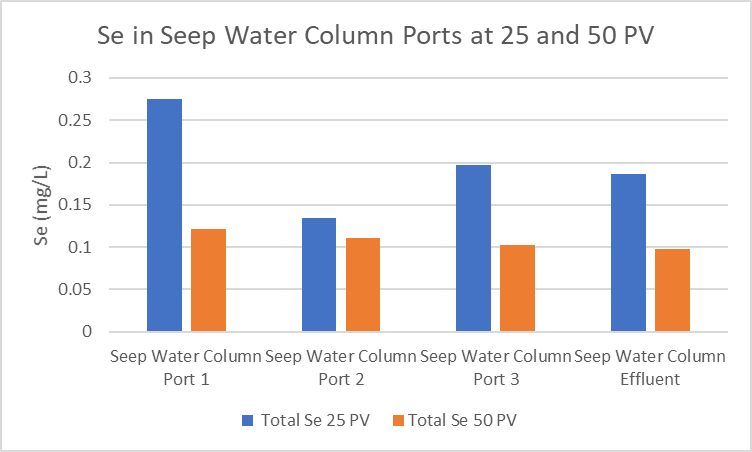 Se in Seep Water Column Ports at 25 and 50 PV
0.3
0.25
0.2
0.15
0.1
0.05
0
Se (mg/L)
Seep Water Column
Port 1
Seep Water Column
Port 2
Seep Water Column
Port 3
Seep Water Column
Effluent
Total Se 25 PV
Total Se 50 PV